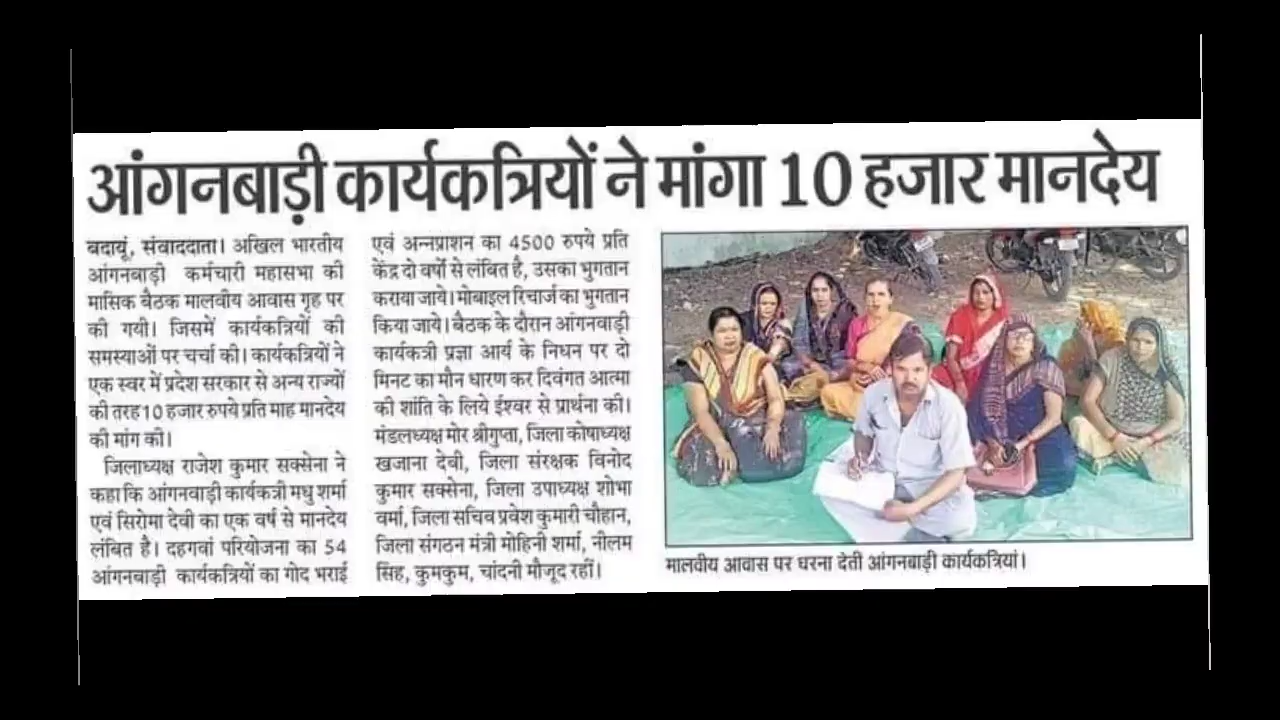 आंगनबाड़ी कार्यकत्रियों ने मांगा 10 हजार मानदेय
बदायूं, संवाददाता। अखिल भारतीय
आंगनबाड़ी कर्मचारी महासभा की
मासिक बैठक मालवीय आवास गृह पर
की गयी। जिसमें कार्यकत्रियों की
समस्याओं पर चर्चा की। कार्यकत्रियों ने
एक स्वर में प्रदेश सरकार से अन्य राज्यों
की तरह 10 हजार रुपये प्रति माह मानदेय
की मांग की।
जिलाध्यक्ष राजेश कुमार सक्सेना ने
कहा कि आंगनवाड़ी कार्यकत्री मधु शर्मा
एवं सिरोमा देवी का एक वर्ष से मानदेय
लंबित है। दहगवां परियोजना का 54
आंगनबाड़ी कार्यकत्रियों का गोद भराई
एवं अन्नप्राशन का 4500 रुपये प्रति
केंद्र दो वर्षों से लंबित है, उसका भुगतान
कराया जाये। मोबाइल रिचार्ज का भुगतान
किया जाये। बैठक के दौरान आंगनवाड़ी
कार्यकत्री प्रज्ञा आर्य के निधन पर दो
मिनट का मौन धारण कर दिवंगत आत्मा
की शांति के लिये ईश्वर से प्रार्थना की।
मंडलध्यक्ष मोर श्रीगुप्ता, जिला कोषाध्यक्ष
खजाना देवी, जिला संरक्षक विनोद
कुमार सक्सेना, जिला उपाध्यक्ष शोभा
वर्मा, जिला सचिव प्रवेश कुमारी चौहान,
जिला संगठन मंत्री मोहिनी शर्मा, नीलम
सिंह, कुमकुम, चांदनी मौजूद रहीं।
मालवीय आवास पर धरना देती आंगनबाड़ी कार्यकत्रियां।